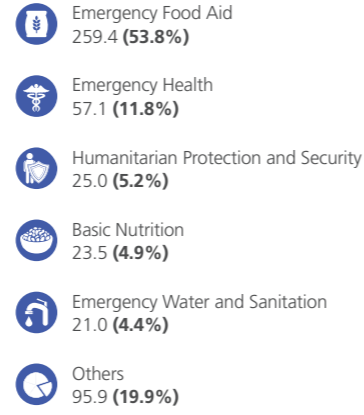 Emergency Food Aid
259.4 (53.8%)
Emergency Health
57.1 (11.8%)
Humanitarian Protection and Security
25.0 (5.2%)
Basic Nutrition
23.5 (4.9%)
Emergency Water and Sanitation
21.0 (4.4%)
Others
95.9 (19.9%)